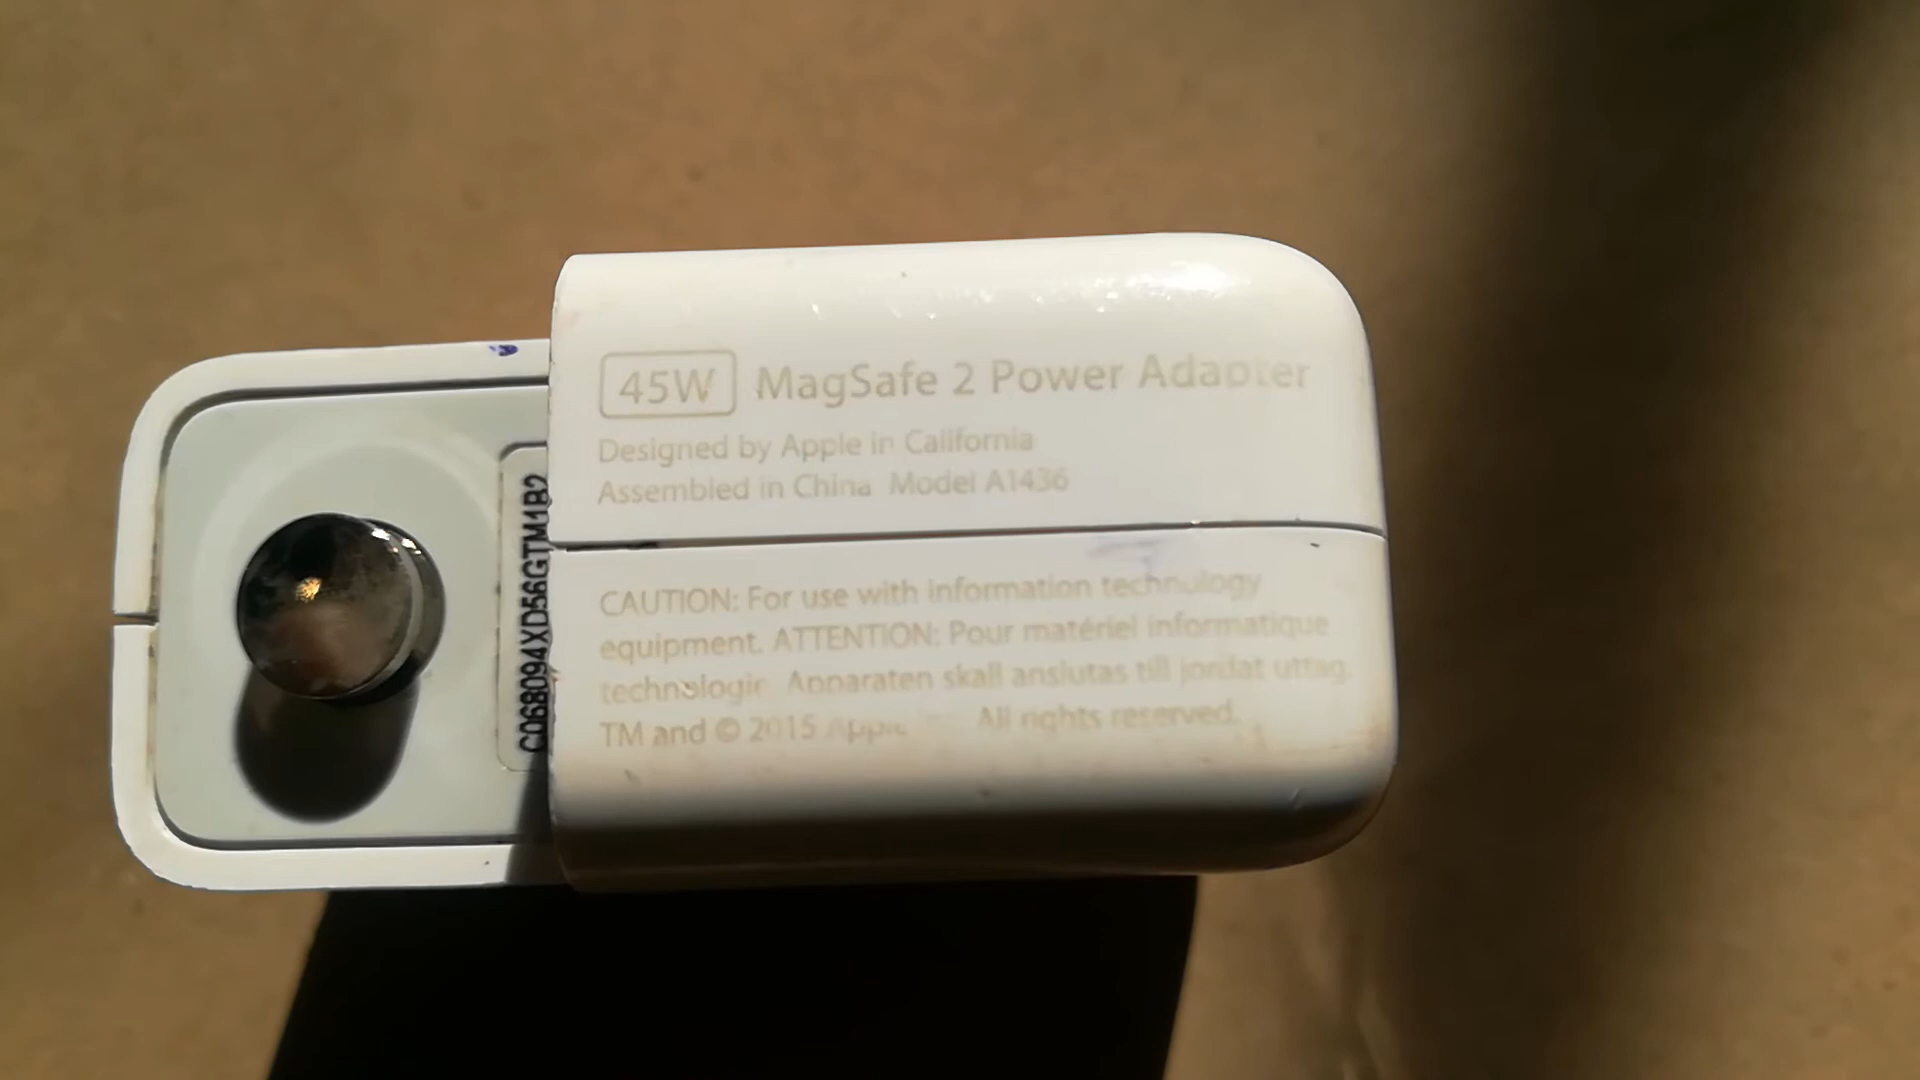 45W MagSafe 2 Power Adapter
Designed by Apple in California
Assembled in China Model A1436
CAUTION: For use with information technology
equipment. ATTENTION: Pour matériel informatique
technologic Apparaten skall anslutas till jordat uttag.
TM and © 2015 Apple All rights reserved.
C068094XD56GTM1B2